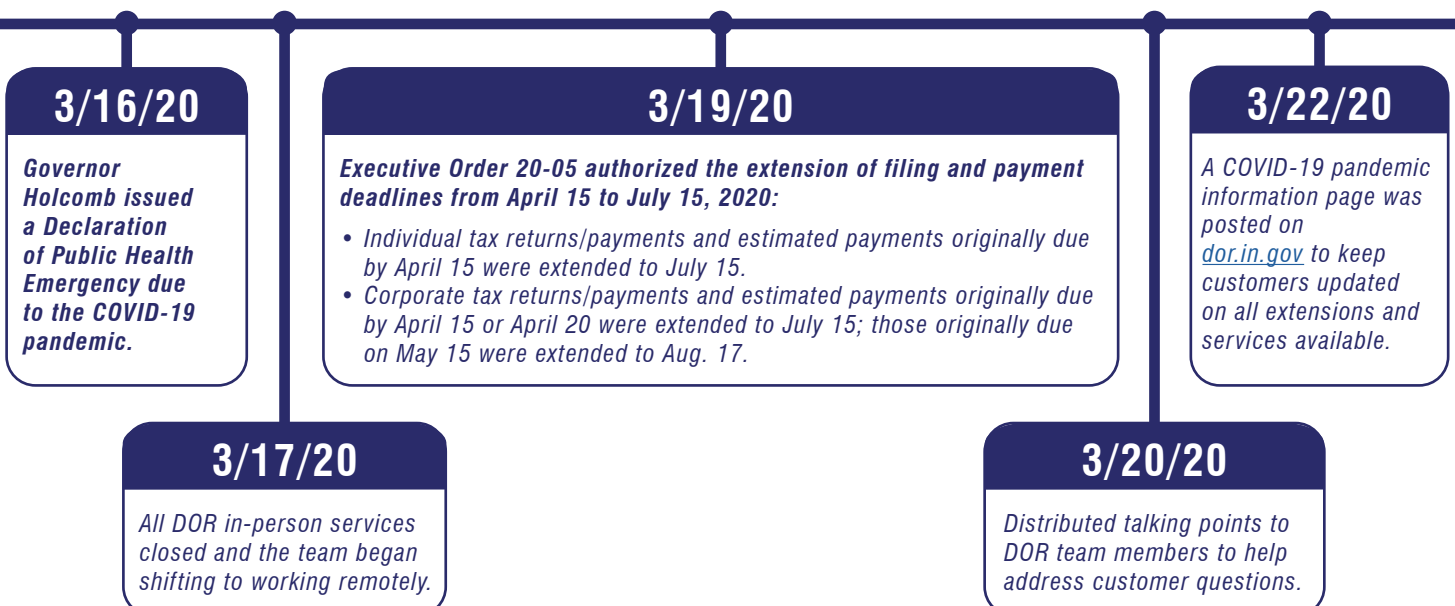 3/16/20
Governor
Holcomb issued
a Declaration
of Public Health
Emergency due
to the COVID-19
pandemic.
3/17/20
All DOR in-person services
closed and the team began
shifting to working remotely.
3/19/20
Executive Order 20-05 authorized the extension of filing and payment
deadlines from April 15 to July 15, 2020:
• Individual tax returns/payments and estimated payments originally due
by April 15 were extended to July 15.
• Corporate tax returns/payments and estimated payments originally due
by April 15 or April 20 were extended to July 15; those originally due
on May 15 were extended to Aug. 17.
3/20/20
Distributed talking points to
DOR team members to help
address customer questions.
3/22/20
A COVID-19 pandemic
information page was
posted on
dor.in.gov to keep
customers updated
on all extensions and
services available.